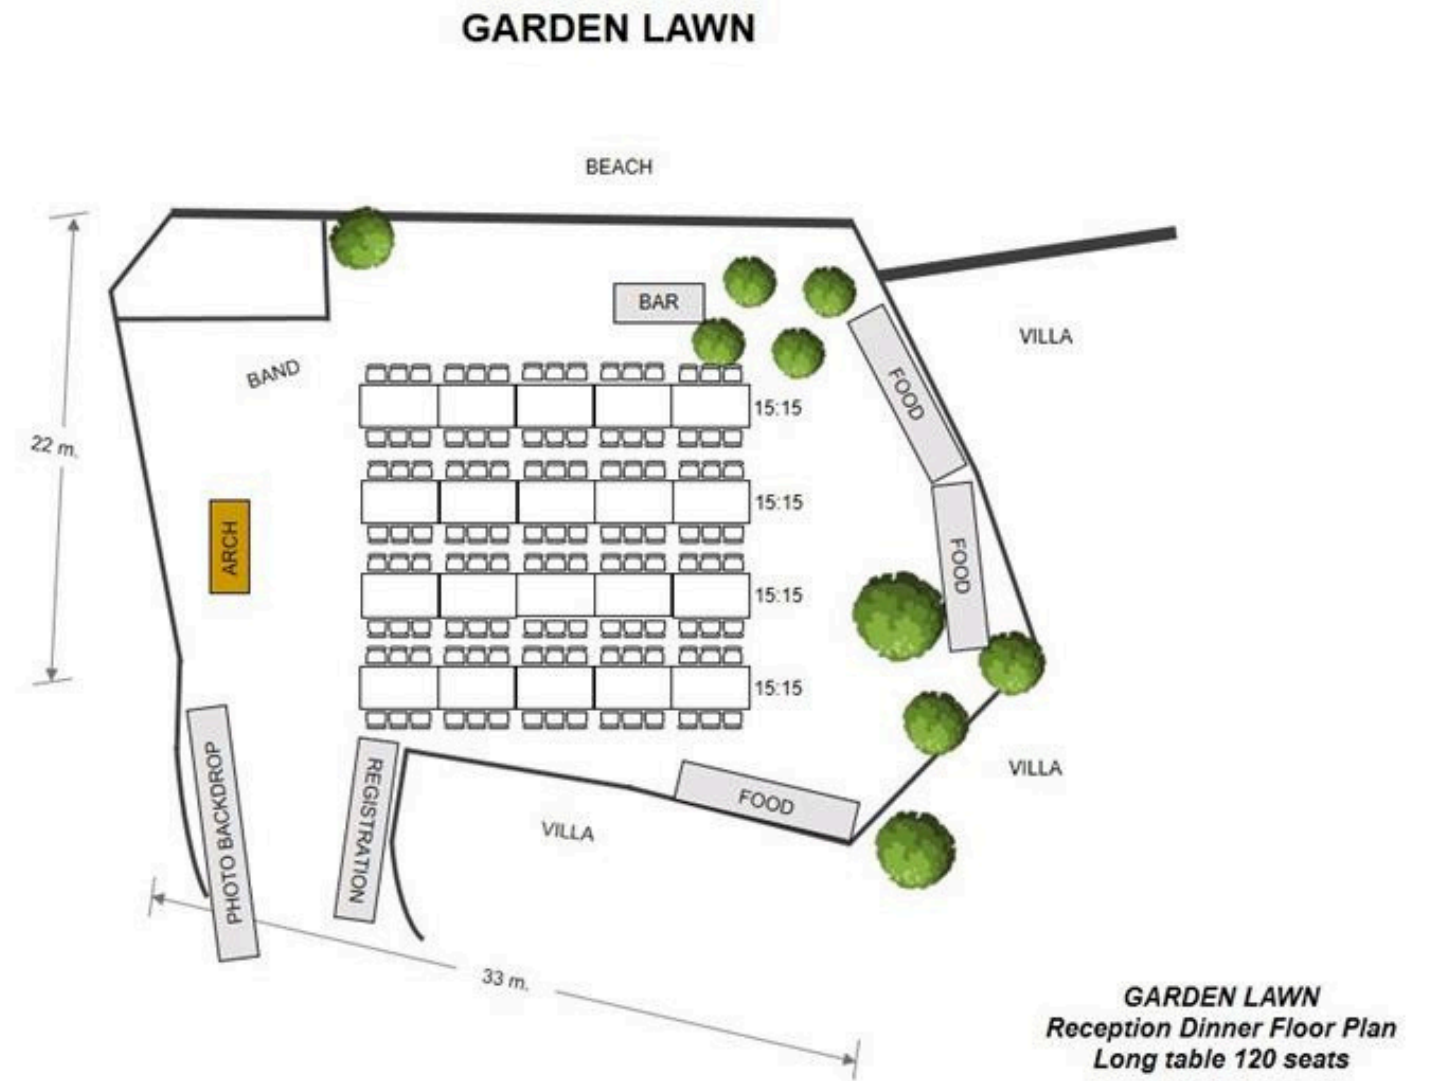 GARDEN LAWN
BEACH
BAR
VILLA
BAND
FOOD
15:15
22 m.
15:15
ARCH
FOOD
15:15
15:15
PHOTO BACKDROP
REGISTRATION
FOOD
VILLA
VILLA
33 m.
GARDEN LAWN
Reception Dinner Floor Plan
Long table 120 seats